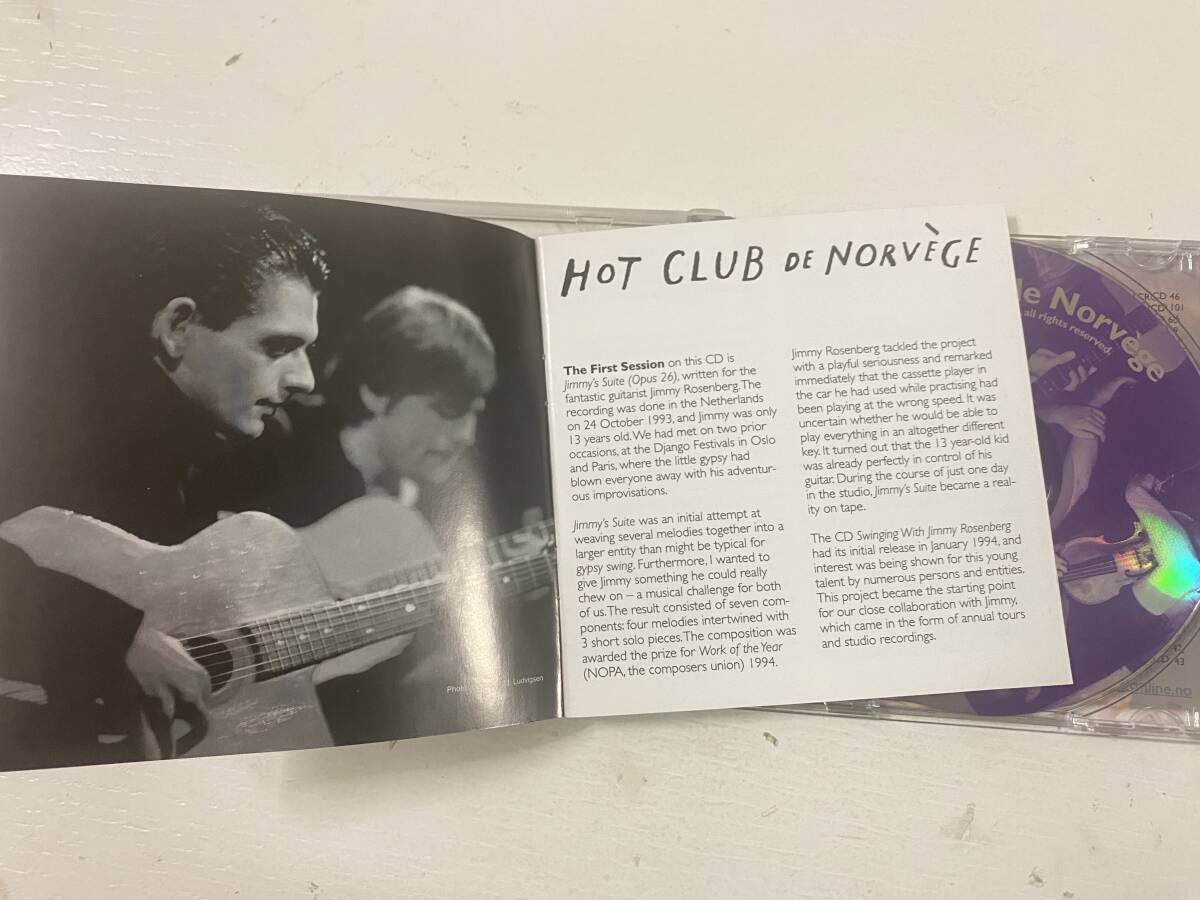 HOT CLUB DE NORVÈGE
The First Session on this CD is
Jimmy's Suite (Opus 26), written for the
fantastic guitarist Jimmy Rosenberg. The
recording was done in the Netherlands
on 24 October 1993, and Jimmy was only
13 years old. We had met on two prior
occasions, at the Django Festivals in Oslo
and Paris, where the little gypsy had
blown everyone away with his adventur-
ous improvisations.
Jimmy's Suite was an initial attempt at
weaving several melodies together into a
larger entity than might be typical for
gypsy swing. Furthermore, I wanted to
give Jimmy something he could really
chew on – a musical challenge for both
of us. The result consisted of seven com-
ponents: four melodies intertwined with
3 short solo pieces. The composition was
awarded the prize for Work of the Year
(NOPA, the composers union) 1994.
Jimmy Rosenberg tackled the project
with a playful seriousness and remarked
immediately that the cassette player in
the car he had used while practising had
been playing at the wrong speed. It was
uncertain whether he would be able to
play everything in an altogether different
key. It turned out that the 13 year-old kid
was already perfectly in control of his
guitar. During the course of just one day
in the studio, Jimmy's Suite became a real-
ity on tape.
The CD Swinging With Jimmy Rosenberg
had its initial release in January 1994, and
interest was being shown for this young
talent by numerous persons and entities.
This project became the starting point
for our close collaboration with Jimmy,
which came in the form of annual tours
and studio recordings.
Ludvigsen
de Norvège
all rights reserved.
CD 46
101
43
online.no